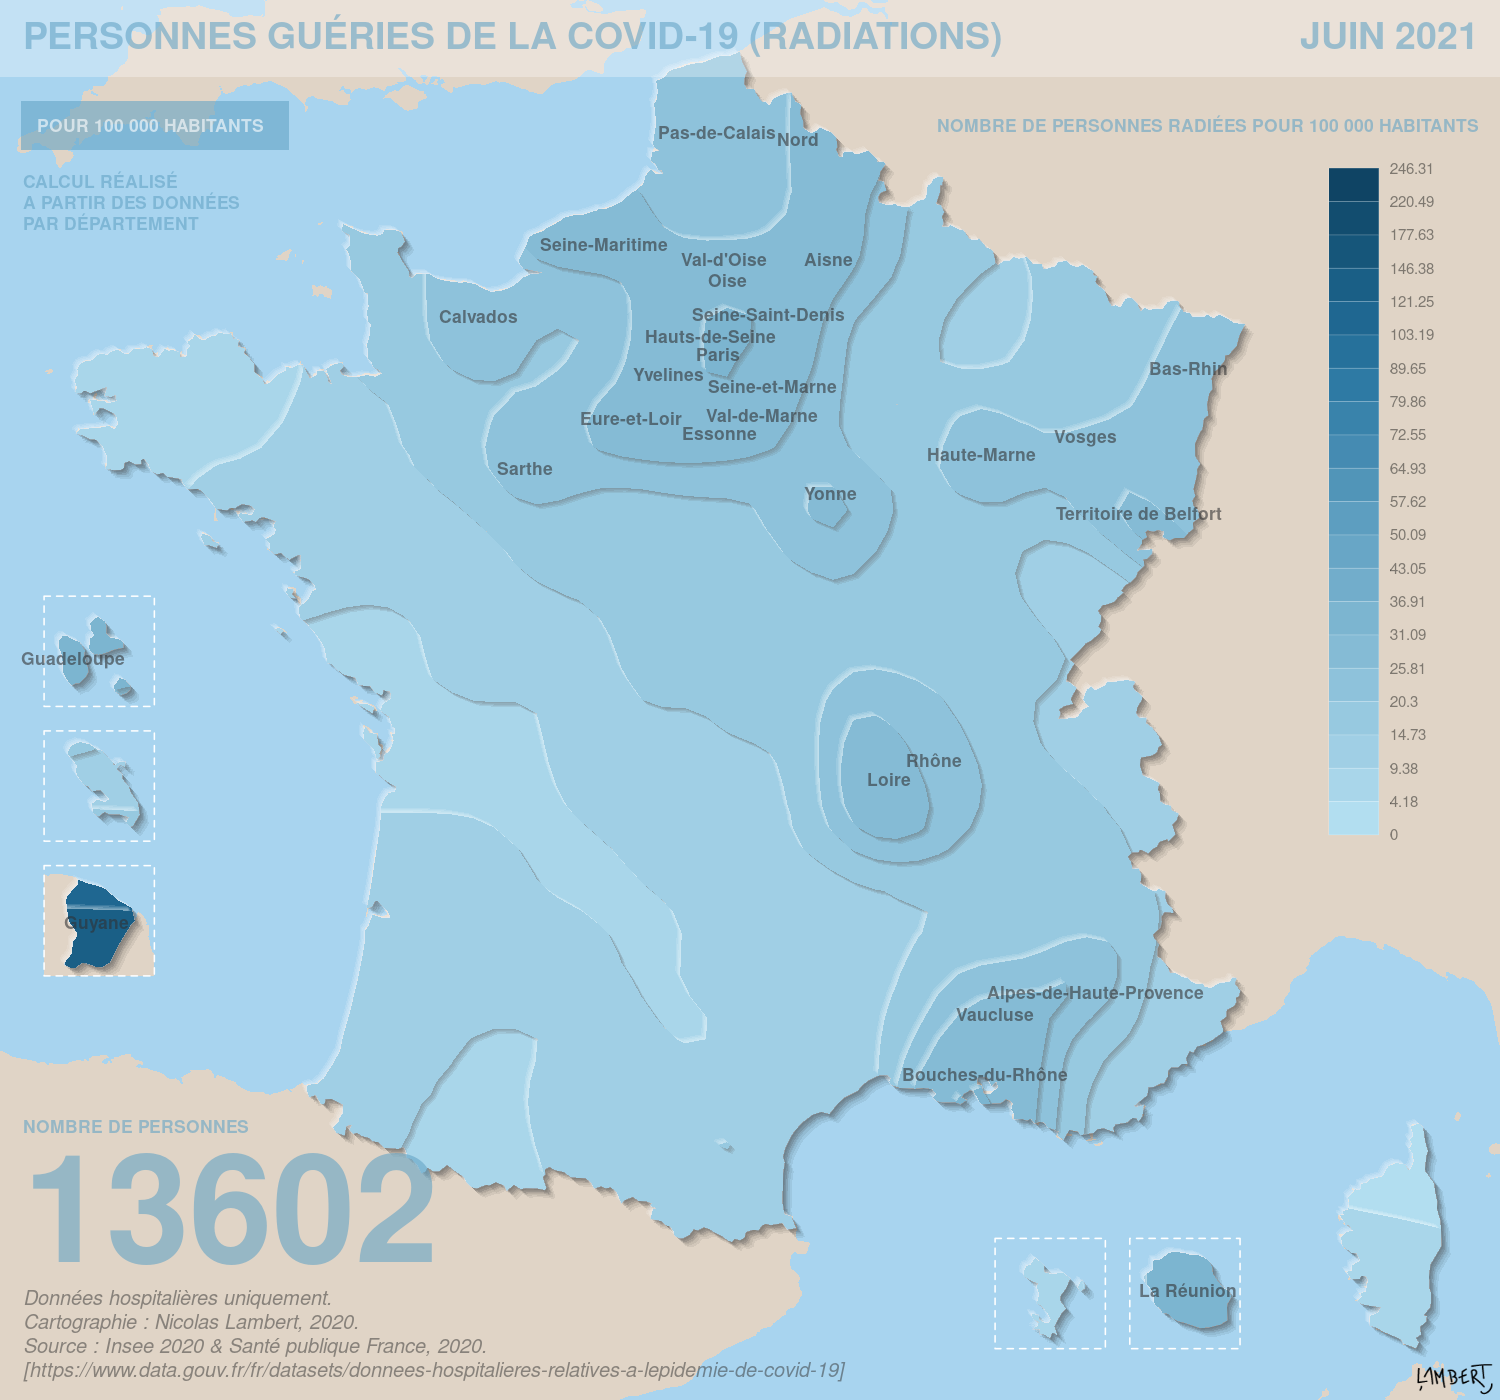 PERSONNES GUÉRIES DE LA COVID-19 (RADIATIONS)
JUIN 2021
POUR 100 000 HABITANTS
CALCUL RÉALISÉ
A PARTIR DES DONNÉES
PAR DÉPARTEMENT
NOMBRE DE PERSONNES RADIÉES POUR 100 000 HABITANTS
246.31
220.49
177.63
146.38
121.25
103.19
89.65
79.86
72.55
64.93
57.62
50.09
43.05
36.91
31.09
25.81
20.3
14.73
9.38
4.18
0
Pas-de-Calais
Nord
Seine-Maritime
Val-d'Oise
Aisne
Oise
Calvados
Seine-Saint-Denis
Hauts-de-Seine
Paris
Bas-Rhin
Yvelines
Seine-et-Marne
Eure-et-Loir
Val-de-Marne
Essonne
Vosges
Haute-Marne
Sarthe
Yonne
Territoire de Belfort
Guadeloupe
Rhône
Loire
Guyane
Alpes-de-Haute-Provence
Vaucluse
Bouches-du-Rhône
La Réunion
NOMBRE DE PERSONNES
13602
Données hospitalières uniquement.
Cartographie : Nicolas Lambert, 2020.
Source : Insee 2020 & Santé publique France, 2020.
[https://www.data.gouv.fr/fr/datasets/donnees-hospitalieres-relatives-a-lepidemie-de-covid-19]
LAMBERT